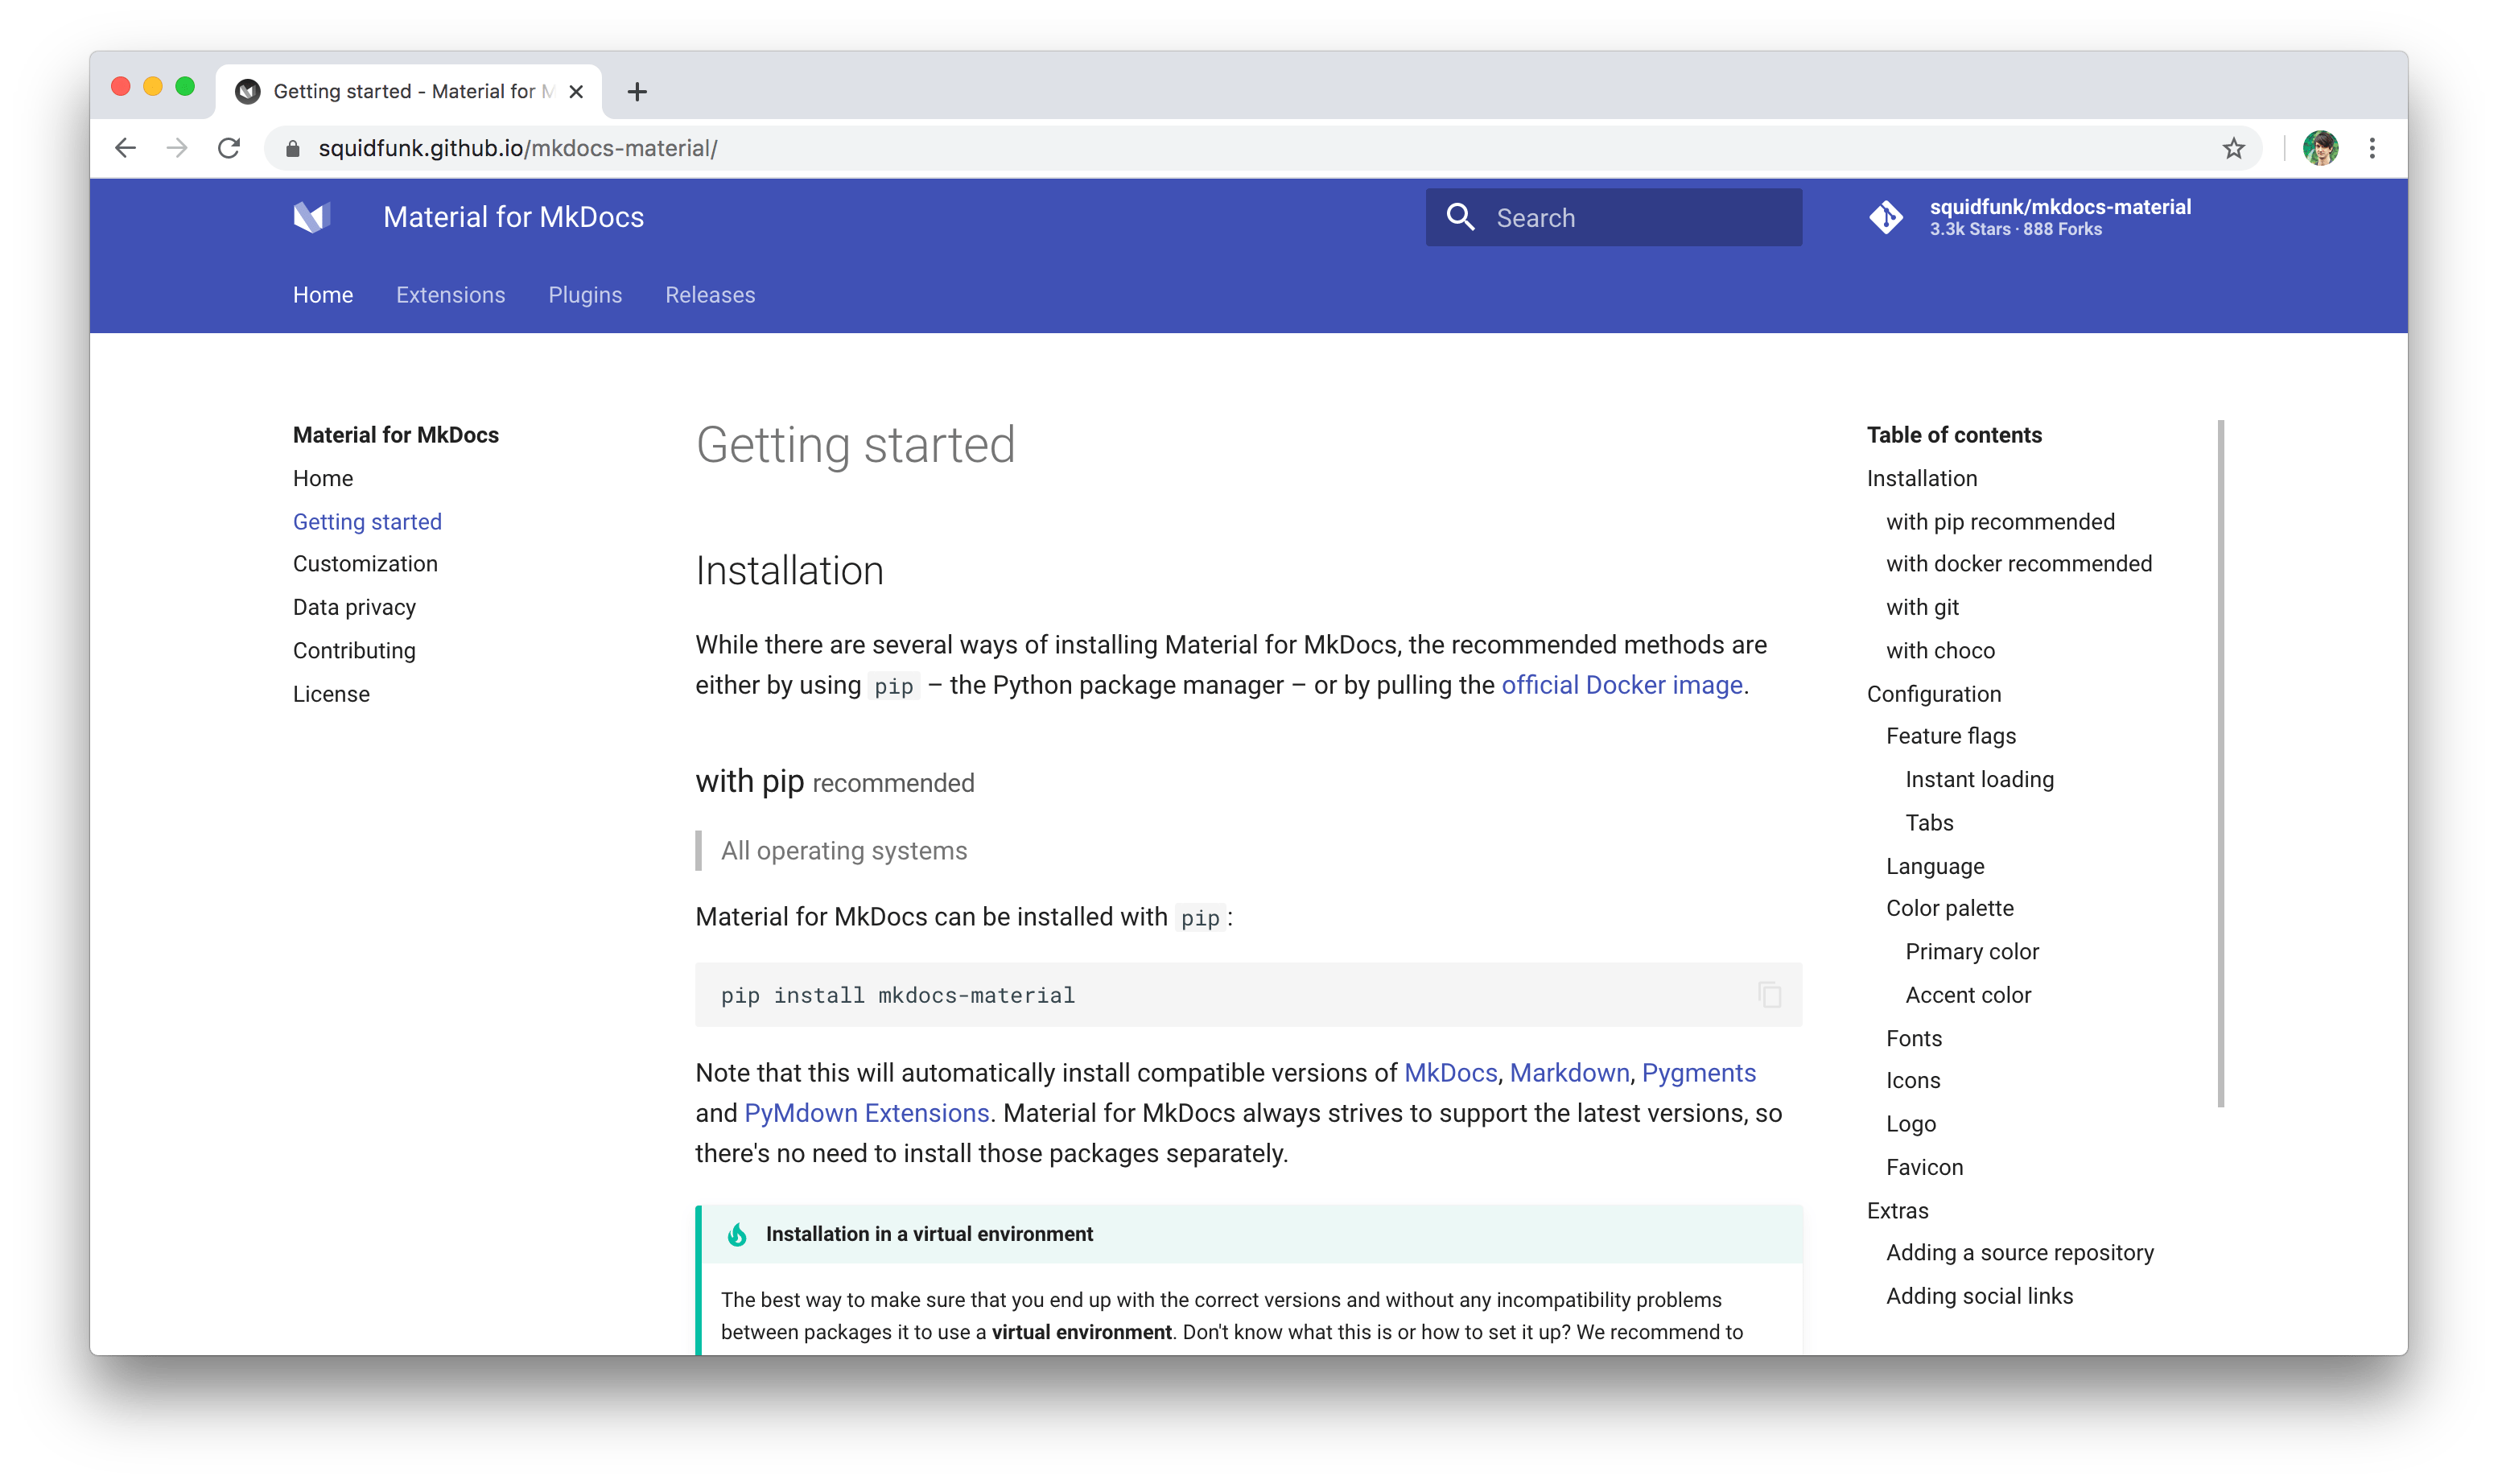 Getting started - Material for M
squidfunk.github.io/mkdocs-material/
Material for MkDocs
Search
squidfunk/mkdocs-material
3.3k Stars · 888 Forks
Home
Extensions
Plugins
Releases
Material for MkDocs
Home
Getting started
Customization
Data privacy
Contributing
License
Getting started
Installation
While there are several ways of installing Material for MkDocs, the recommended methods are
either by using pip – the Python package manager – or by pulling the official Docker image.
with pip recommended
All operating systems
Material for MkDocs can be installed with pip:
pip install mkdocs-material
Note that this will automatically install compatible versions of MkDocs, Markdown, Pygments
and PyMdown Extensions. Material for MkDocs always strives to support the latest versions, so
there's no need to install those packages separately.
Installation in a virtual environment
The best way to make sure that you end up with the correct versions and without any incompatibility problems
between packages it to use a virtual environment. Don't know what this is or how to set it up? We recommend to
Table of contents
Installation
with pip recommended
with docker recommended
with git
with choco
Configuration
Feature flags
Instant loading
Tabs
Language
Color palette
Primary color
Accent color
Fonts
Icons
Logo
Favicon
Extras
Adding a source repository
Adding social links